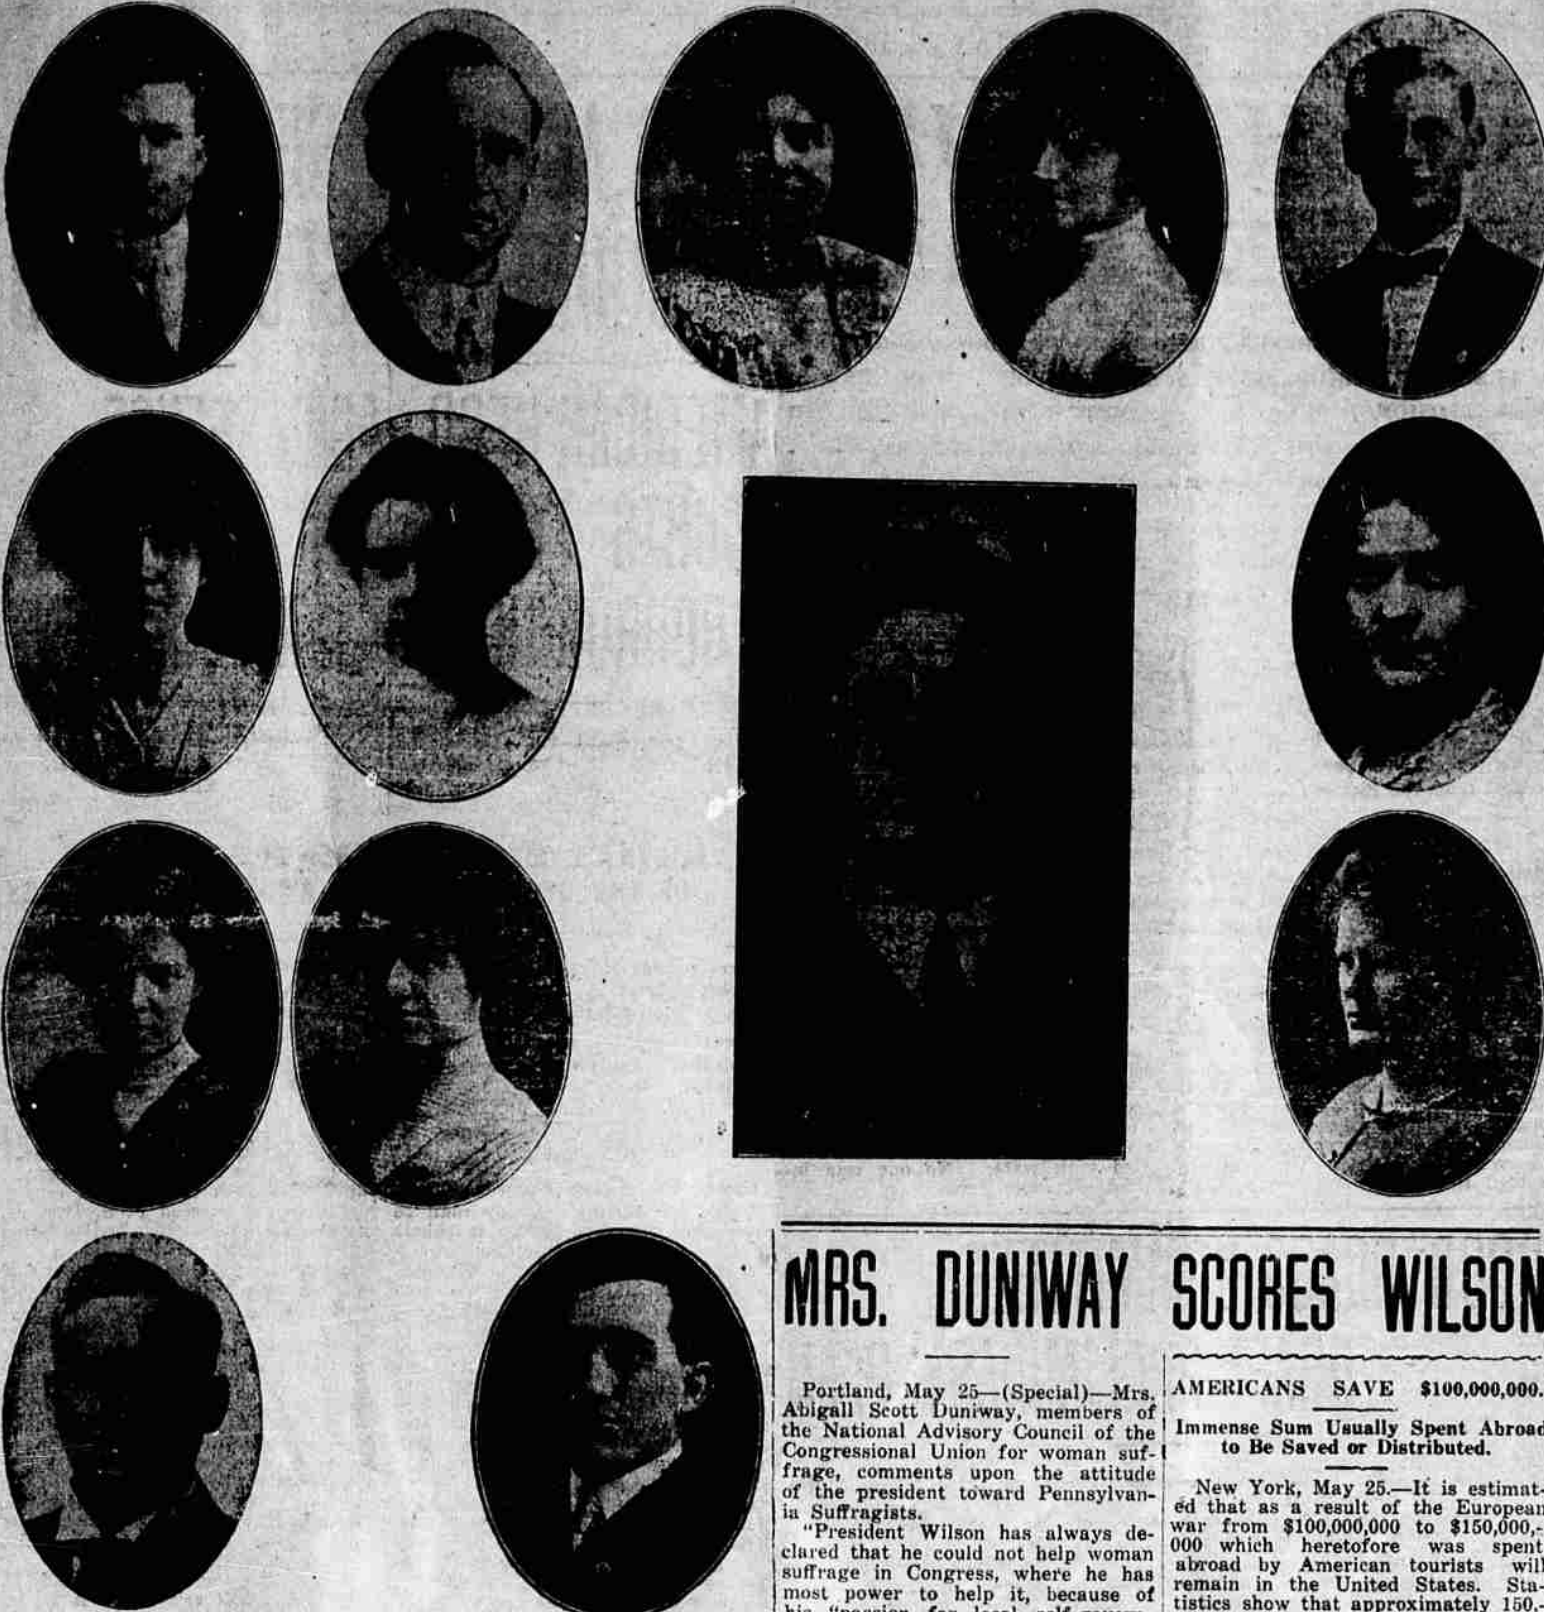 MRS. DUNIWAY SCORES WILSON
Portland, May 25—(Special)—Mrs.
Abigall Scott Duniway, members of
the National Advisory Council of the
Congressional Union for woman suf-
frage, comments upon the attitude
of the president toward Pennsylvan-
ia Suffragists.
"President Wilson has always de-
clared that he could not help woman
suffrage in Congress, where he has
most power to help it, because of
his "passion for local
AMERICANS SAVE $100,000,000.
Immense Sum Usually Spent Abroad
to Be Saved or Distributed.
New York, May 25.—It is estimat-
ed that as a result of the European
war from $100,000,000 to $150,000,-
000 which heretofore was spent
abroad by American tourists will
remain in the United States. Sta-
tistics show that approximately 150,-